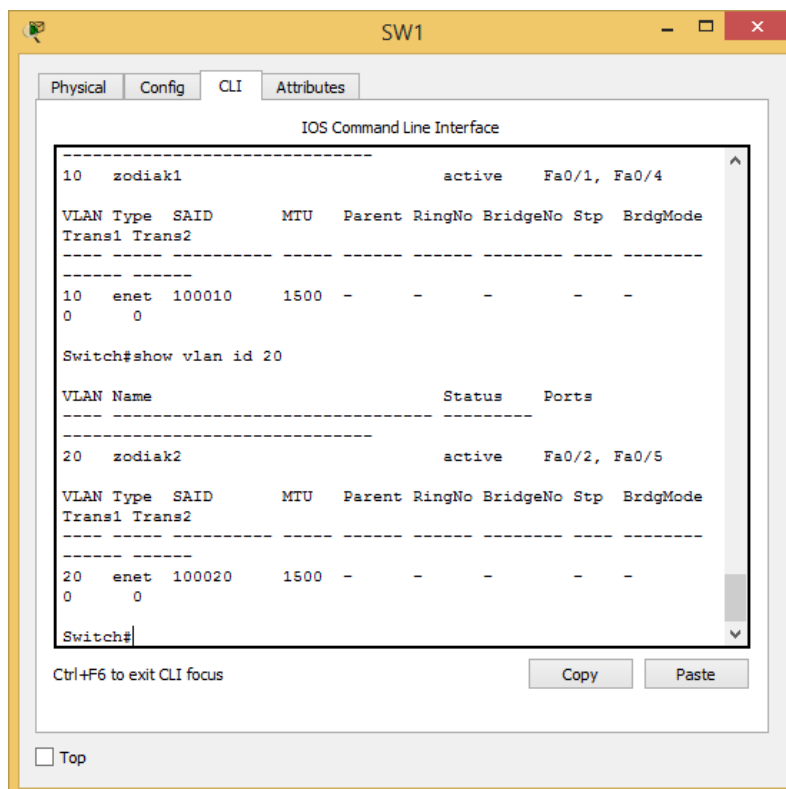 SW1
Physical Config CLI Attributes
IOS Command Line Interface
-------------------------------
10   zodiak1                          active    Fa0/1, Fa0/4
VLAN Type  SAID       MTU   Parent RingNo BridgeNo Stp  BrdgMode
Trans1 Trans2
---- ----- ---------- ----- ------ ------ -------- ---- --------
------ ------
10   enet  100010     1500  -      -      -        -    -
0      0
Switch#show vlan id 20
VLAN Name                             Status    Ports
---- -------------------------------- ---------
-------------------------------
20   zodiak2                          active    Fa0/2, Fa0/5
VLAN Type  SAID       MTU   Parent RingNo BridgeNo Stp  BrdgMode
Trans1 Trans2
---- ----- ---------- ----- ------ ------ -------- ---- --------
------ ------
20   enet  100020     1500  -      -      -        -    -
0      0
Switch#
Ctrl+F6 to exit CLI focus Copy Paste
Top